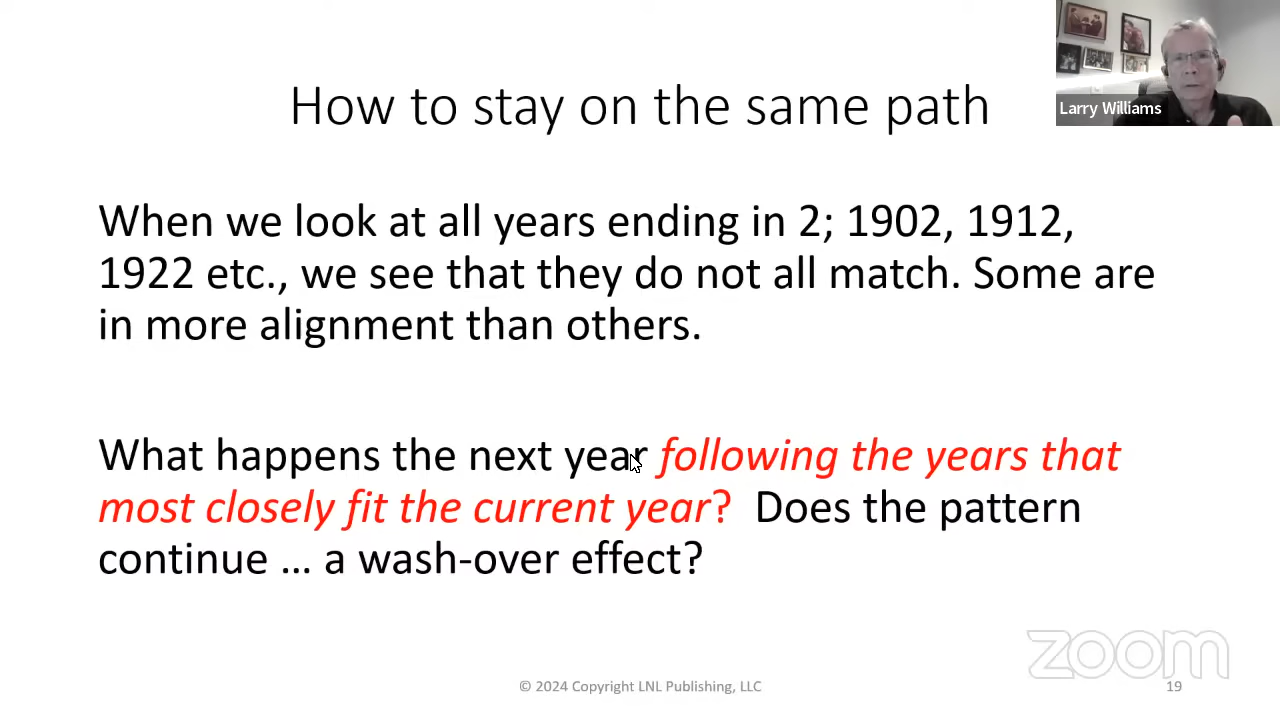 Larry Williams
How to stay on the same path
When we look at all years ending in 2; 1902, 1912,
1922 etc., we see that they do not all match. Some are
in more alignment than others.
What happens the next year following the years that
most closely fit the current year? Does the pattern
continue … a wash-over effect?
zoom
© 2024 Copyright LNL Publishing, LLC
19